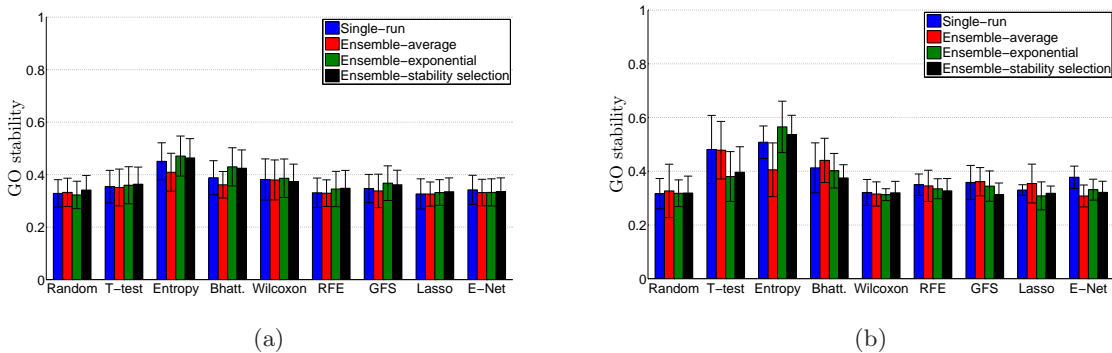 1
0.8
0.6
0.4
0.2
0
GO stability
Single-run
Ensemble-average
Ensemble-exponential
Ensemble-stability selection
Random T-test Entropy Bhatt. Wilcoxon RFE GFS Lasso E-Net
(a)
1
0.8
0.6
0.4
0.2
0
GO stability
Single-run
Ensemble-average
Ensemble-exponential
Ensemble-stability selection
Random T-test Entropy Bhatt. Wilcoxon RFE GFS Lasso E-Net
(b)